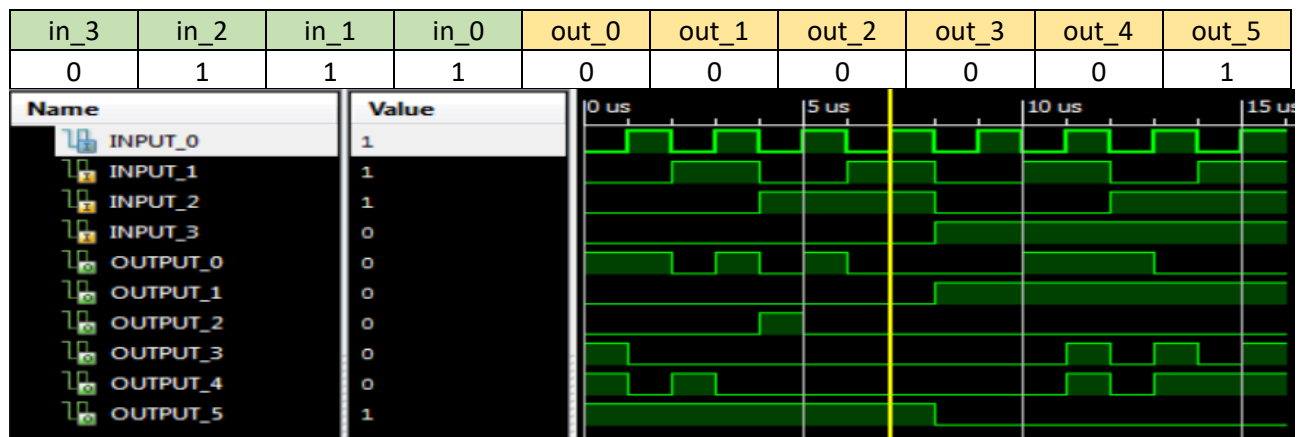 in_3 in_2 in_1 in_0 out_0 out_1 out_2 out_3 out_4 out_5
0 1 1 1 0 0 0 0 0 1
Name Value 0 us 5 us 10 us 15 us
INPUT_0 1
INPUT_1 1
INPUT_2 1
INPUT_3 0
OUTPUT_0 0
OUTPUT_1 0
OUTPUT_2 0
OUTPUT_3 0
OUTPUT_4 0
OUTPUT_5 1